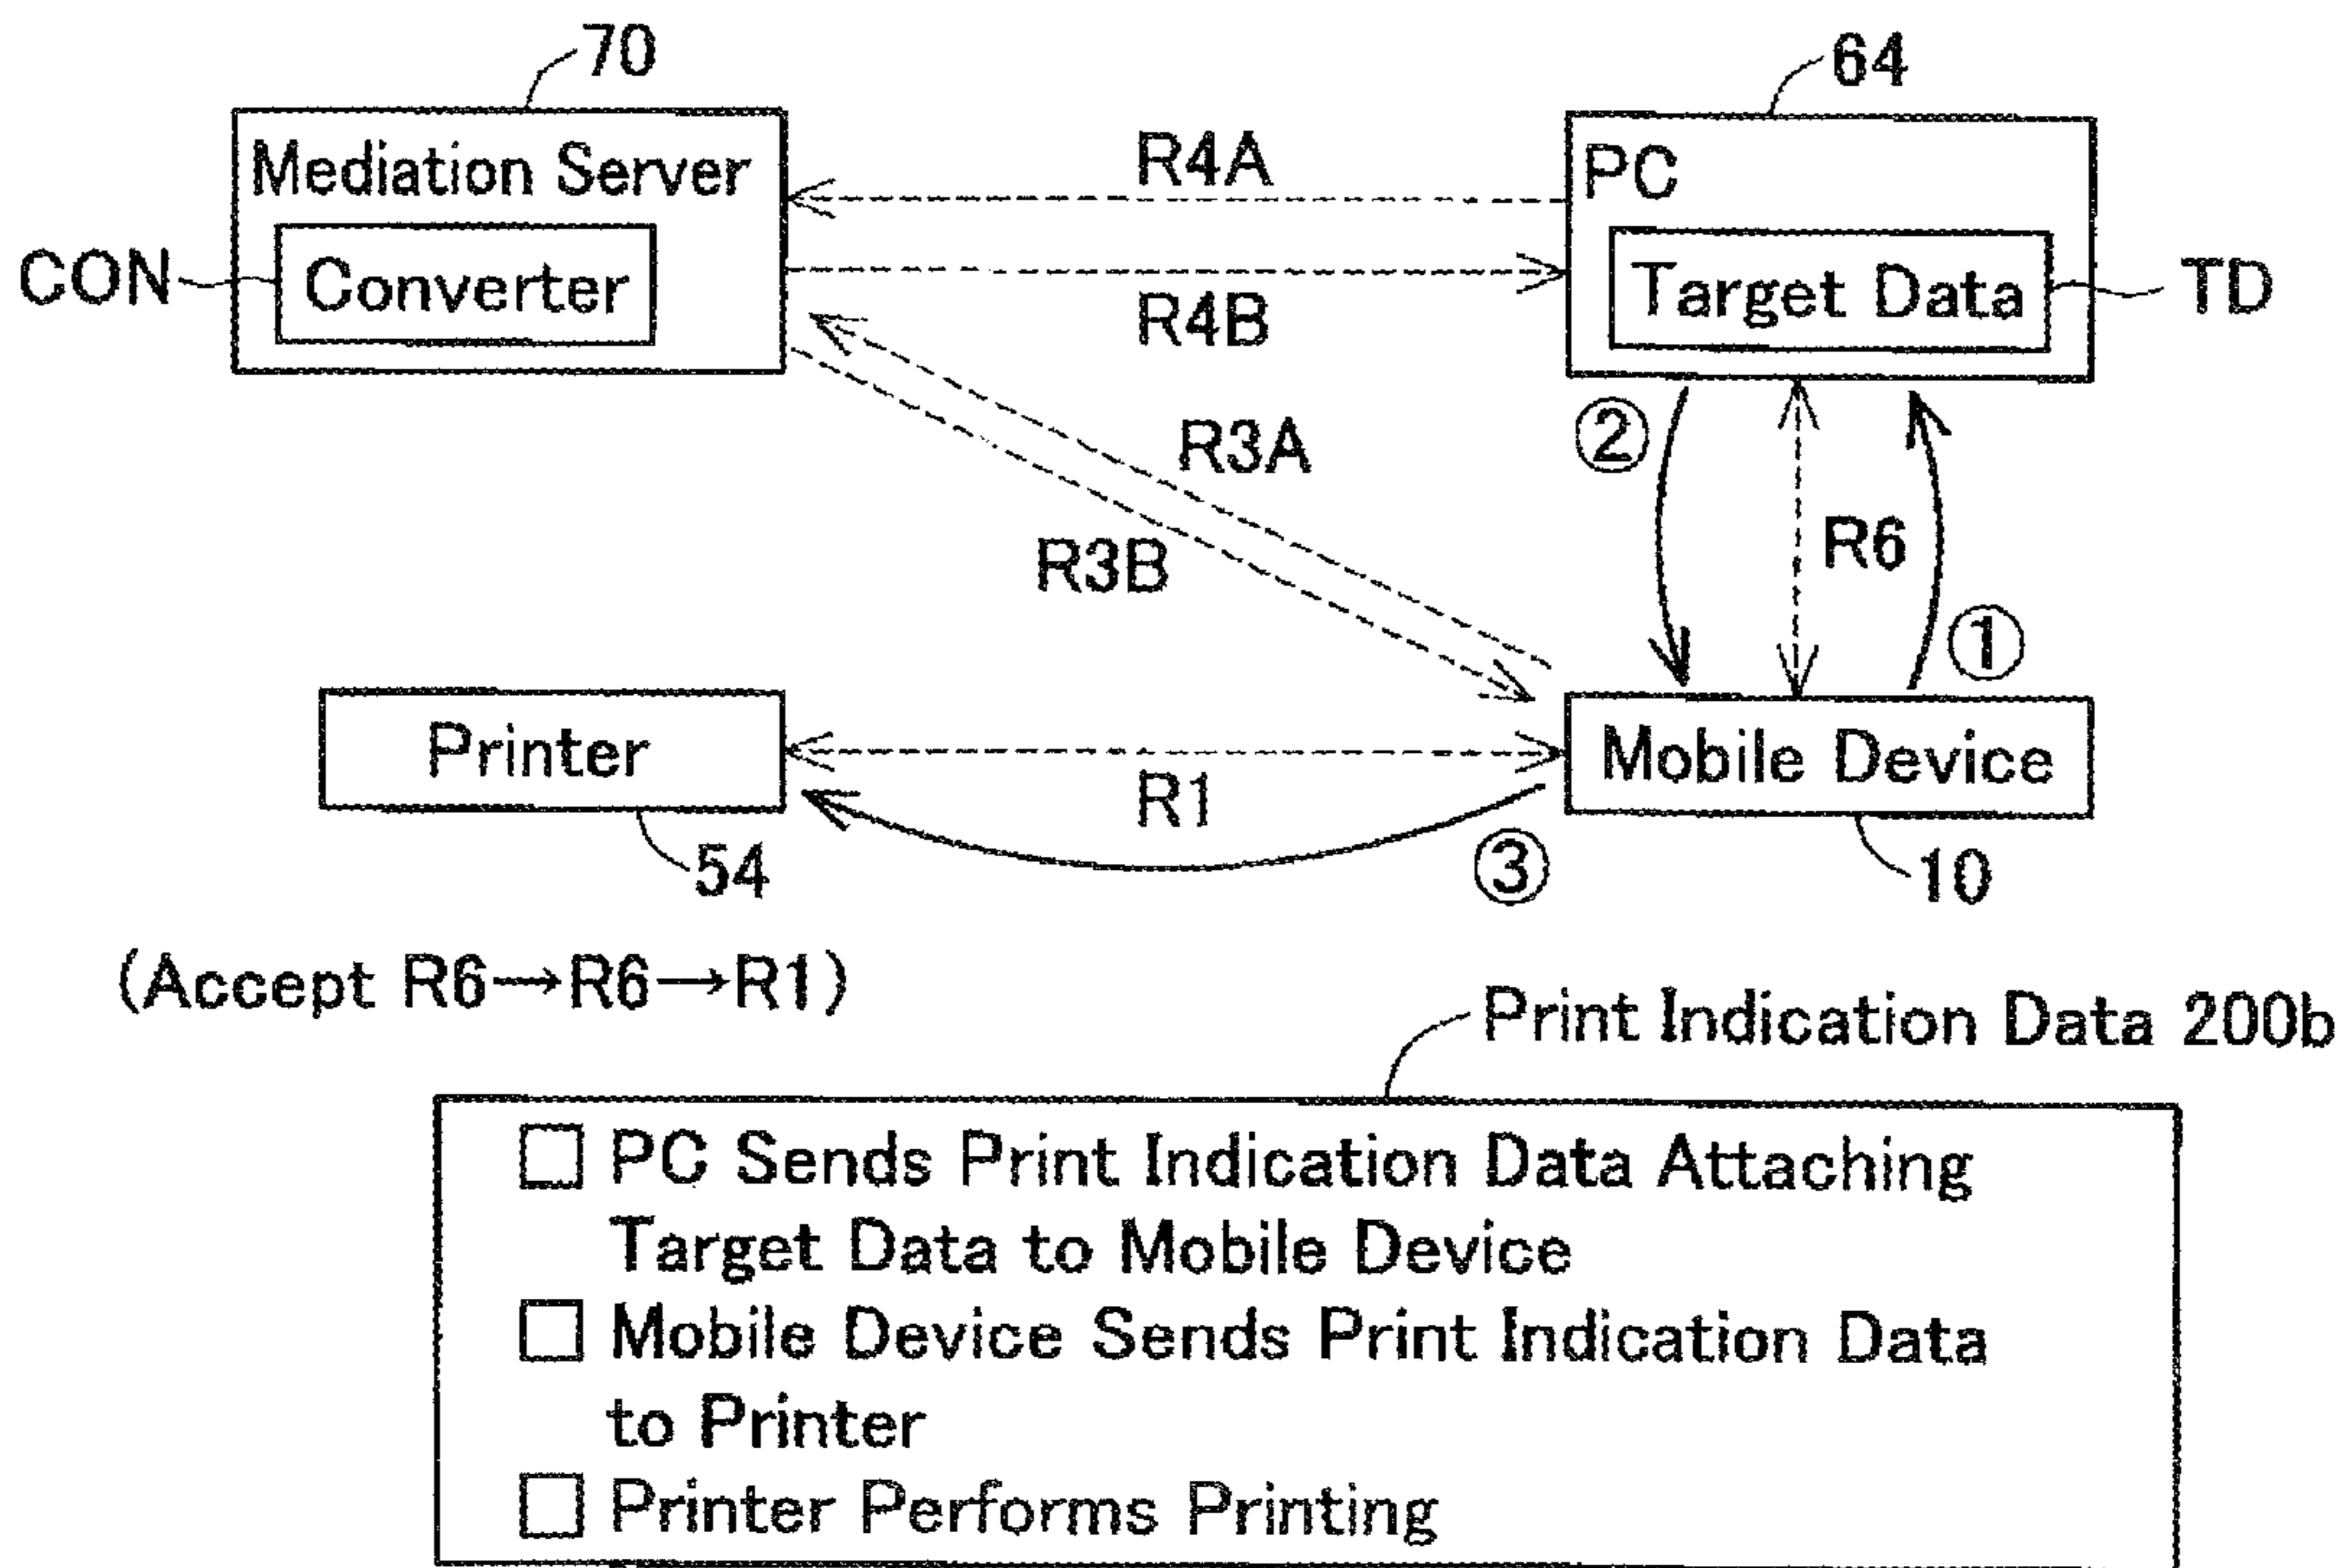 70
64
Mediation Server
R4A
PC
CON
Converter
R4B
Target Data
TD
②
R3A
R6
R3B
①
Printer
R1
Mobile Device
54
③
10
(Accept R6→R6→R1)
Print Indication Data 200b
□ PC Sends Print Indication Data Attaching
Target Data to Mobile Device
□ Mobile Device Sends Print Indication Data
to Printer
□ Printer Performs Printing